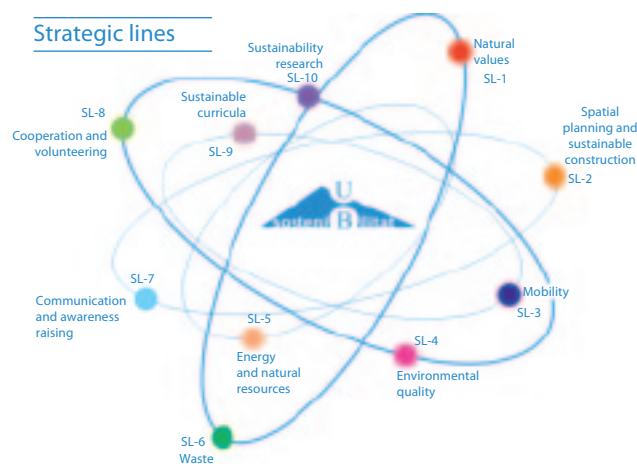 Strategic lines
Sustainability
research
SL-10
Natural
values
SL-1
SL-8
Cooperation and
volunteering
Sustainable
curricula
SL-9
Spatial
planning and
sustainable
construction
SL-2
U
B
SL-7
Communication
and awareness
raising
SL-5
Energy
and natural
resources
Mobility
SL-3
SL-4
Environmental
quality
SL-6
Waste